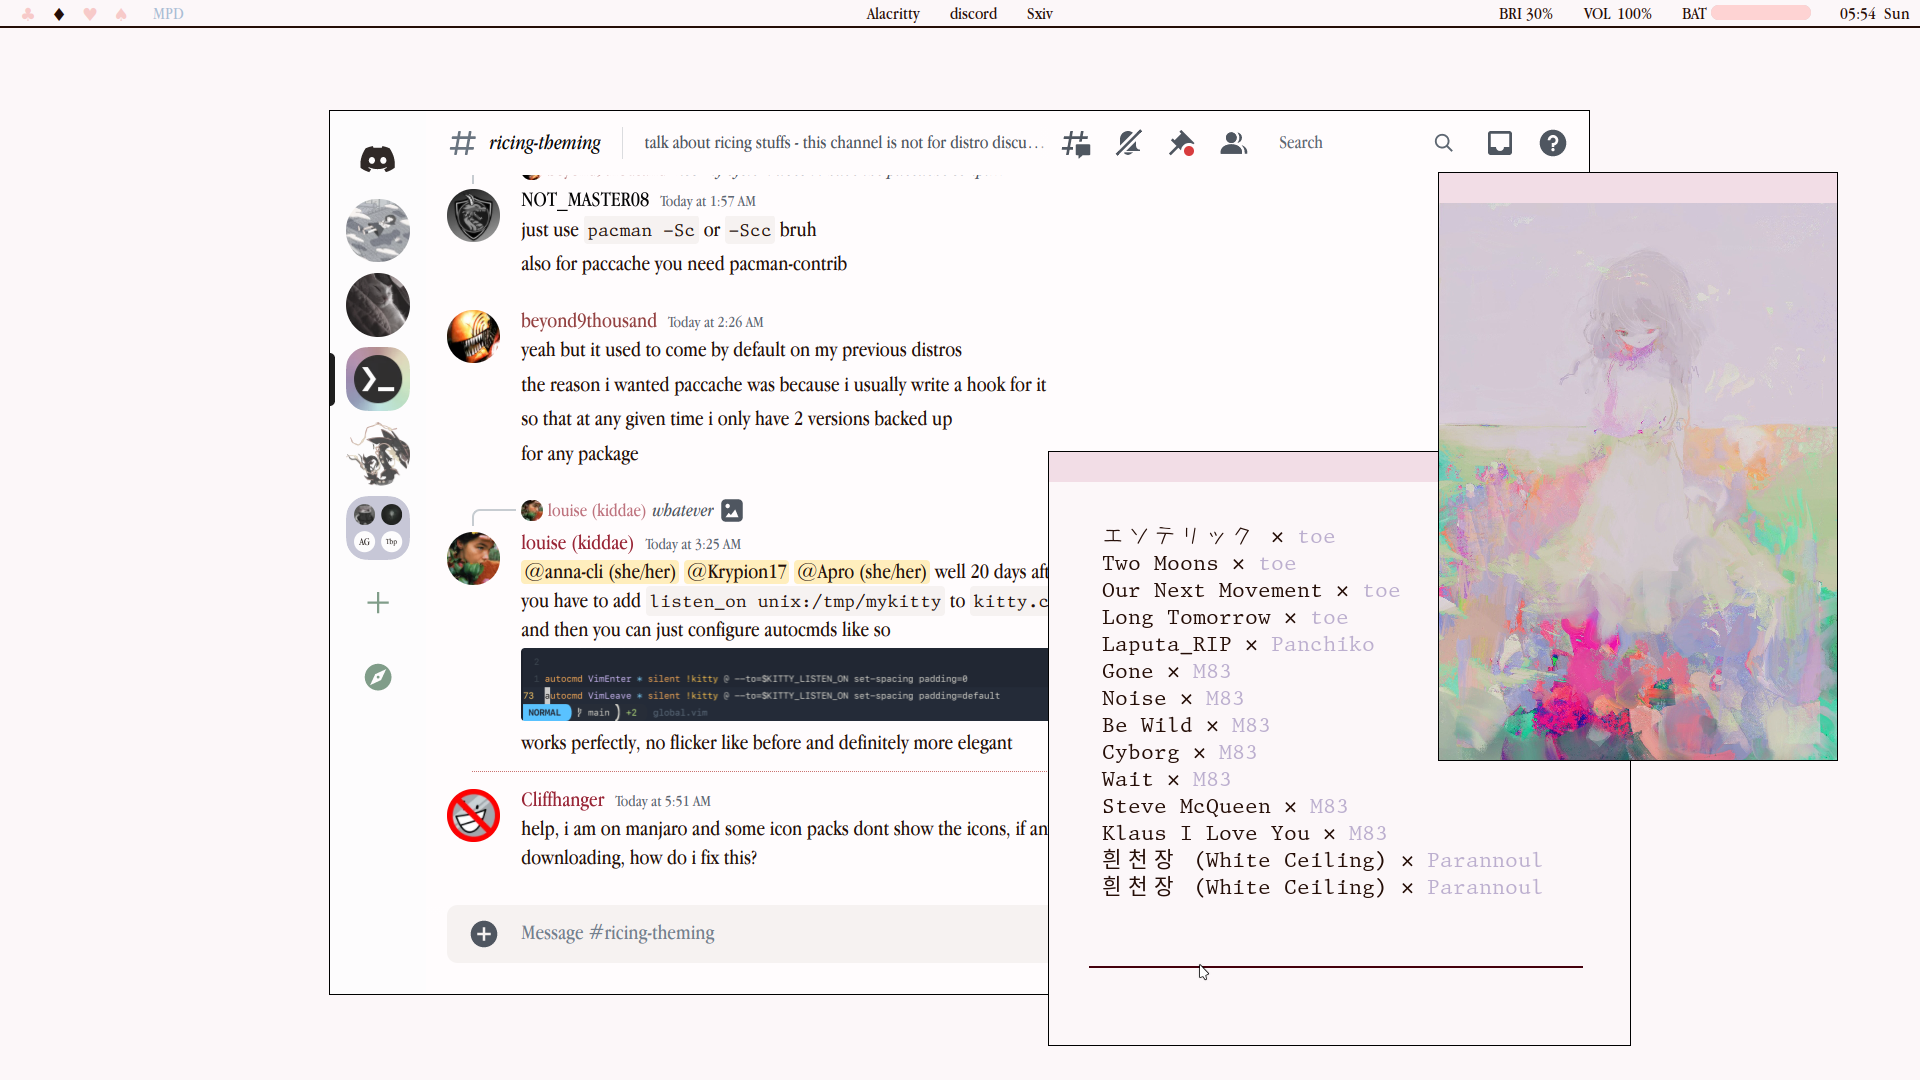 MPD
Alacritty discord Sxiv
BRI 30% VOL 100% BAT 05:54 Sun
# ricing-theming talk about ricing stuffs - this channel is not for distro discu… Search
NOT_MASTER08 Today at 1:57 AM
just use pacman -Sc or -Scc bruh
also for paccache you need pacman-contrib
beyond9thousand Today at 2:26 AM
yeah but it used to come by default on my previous distros
the reason i wanted paccache was because i usually write a hook for it
so that at any given time i only have 2 versions backed up
for any package
louise (kiddae) whatever
louise (kiddae) Today at 3:25 AM
@anna-cli (she/her) @Krypion17 @Apro (she/her) well 20 days aft
you have to add listen_on unix:/tmp/mykitty to kitty.c
and then you can just configure autocmds like so
2
1 autocmd VimEnter * silent !kitty @ --to=$KITTY_LISTEN_ON set-spacing padding=0
73 autocmd VimLeave * silent !kitty @ --to=$KITTY_LISTEN_ON set-spacing padding=default
NORMAL main ) +2 global.vim
works perfectly, no flicker like before and definitely more elegant
Cliffhanger Today at 5:51 AM
help, i am on manjaro and some icon packs dont show the icons, if an
downloading, how do i fix this?
Message #ricing-theming
AG Tbp
エソテリック × toe
Two Moons × toe
Our Next Movement × toe
Long Tomorrow × toe
Laputa_RIP × Panchiko
Gone × M83
Noise × M83
Be Wild × M83
Cyborg × M83
Wait × M83
Steve McQueen × M83
Klaus I Love You × M83
흰천장 (White Ceiling) × Parannoul
흰천장 (White Ceiling) × Parannoul